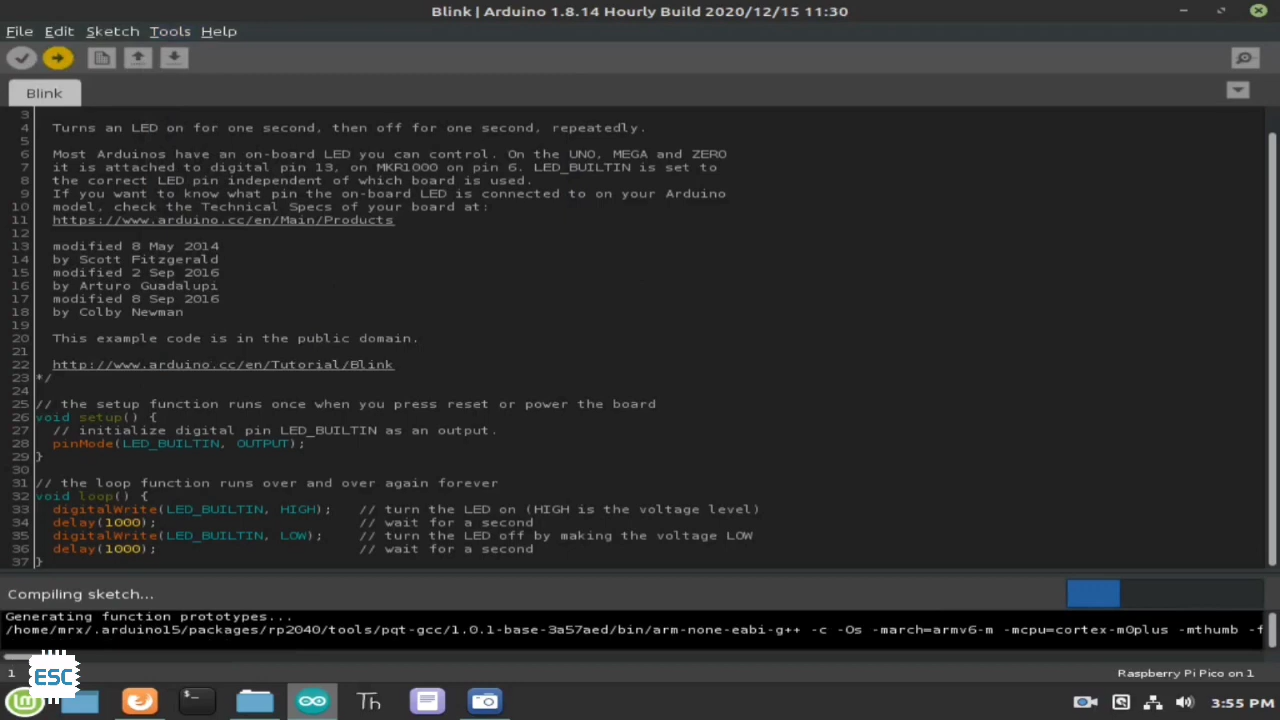 Blink | Arduino 1.8.14 Hourly Build 2020/12/15 11:30
File Edit Sketch Tools Help
Blink
3
4 Turns an LED on for one second, then off for one second, repeatedly.
5
6 Most Arduinos have an on-board LED you can control. On the UNO, MEGA and ZERO
7 it is attached to digital pin 13, on MKR1000 on pin 6. LED_BUILTIN is set to
8 the correct LED pin independent of which board is used.
9 If you want to know what pin the on-board LED is connected to on your Arduino
10 model, check the Technical Specs of your board at:
11 https://www.arduino.cc/en/Main/Products
12
13 modified 8 May 2014
14 by Scott Fitzgerald
15 modified 2 Sep 2016
16 by Arturo Guadalupi
17 modified 8 Sep 2016
18 by Colby Newman
19
20 This example code is in the public domain.
21
22 http://www.arduino.cc/en/Tutorial/Blink
23 */
24
25 // the setup function runs once when you press reset or power the board
26 void setup() {
27 // initialize digital pin LED_BUILTIN as an output.
28 pinMode(LED_BUILTIN, OUTPUT);
29 }
30
31 // the loop function runs over and over again forever
32 void loop() {
33 digitalWrite(LED_BUILTIN, HIGH); // turn the LED on (HIGH is the voltage level)
34 delay(1000); // wait for a second
35 digitalWrite(LED_BUILTIN, LOW); // turn the LED off by making the voltage LOW
36 delay(1000); // wait for a second
37 }
Compiling sketch...
Generating function prototypes...
/home/mrx/.arduino15/packages/rp2040/tools/pqt-gcc/1.0.1-base-3a57aed/bin/arm-none-eabi-g++ -c -Os -march=armv6-m -mcpu=cortex-m0plus -mthumb -f
1 Raspberry Pi Pico on 1
ESC
Th
3:55 PM